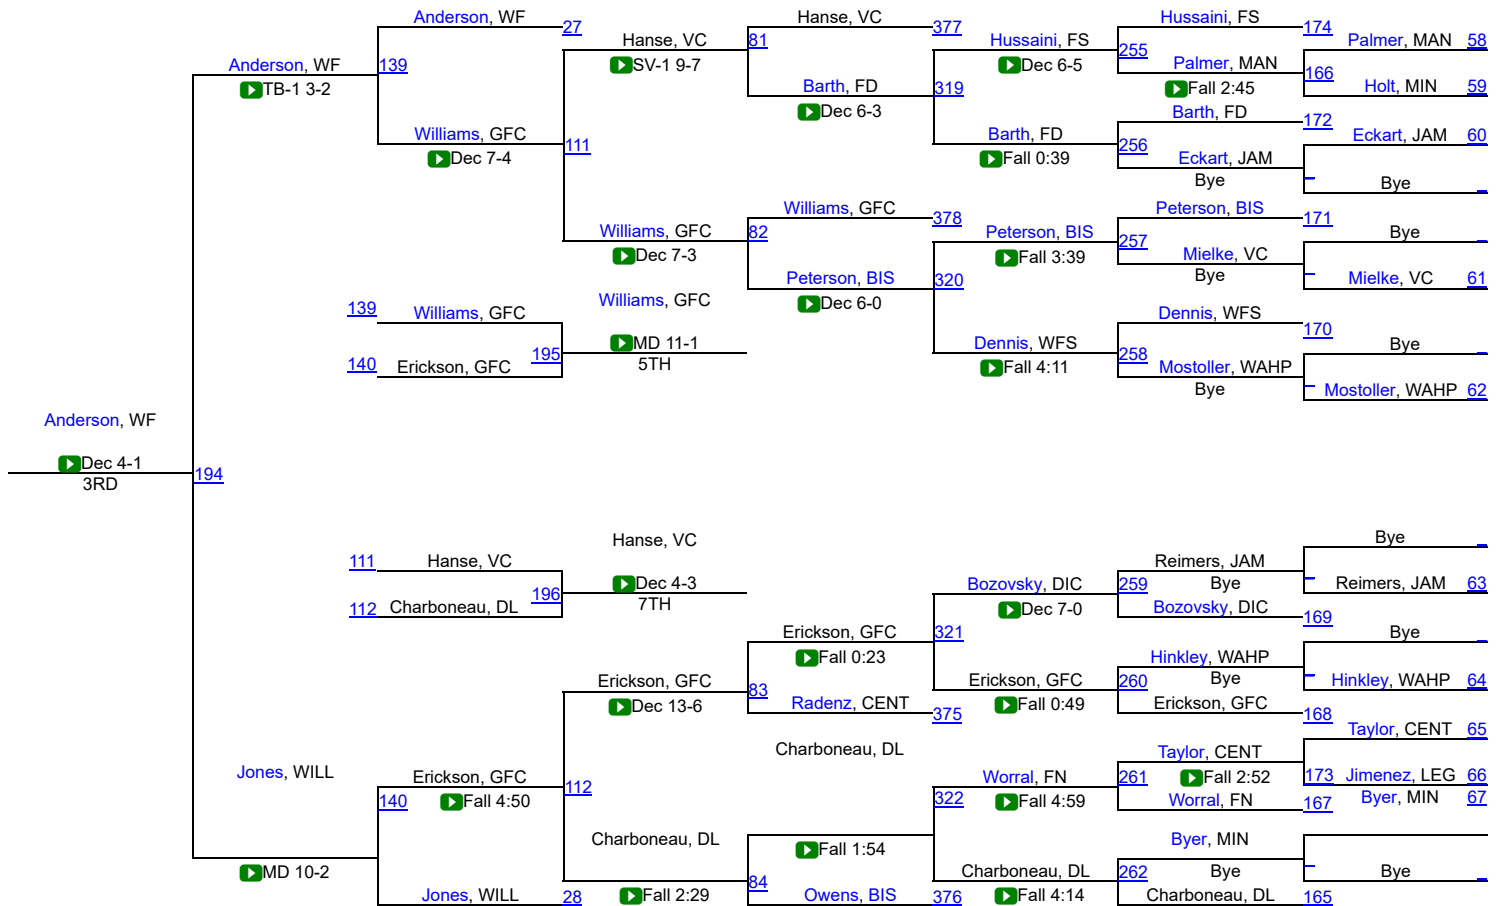 Anderson, WF
27
Hanse, VC
377
Hussaini, FS
174
Hanse, VC
81
Hussaini, FS
255
Palmer, MAN 58
Anderson, WF
139
SV-1 9-7
Dec 6-5
Palmer, MAN
166
TB-1 3-2
Barth, FD
319
Fall 2:45
Holt, MIN 59
Dec 6-3
Barth, FD
172
Williams, GFC
111
Barth, FD
256
Eckart, JAM 60
Dec 7-4
Fall 0:39
Eckart, JAM
Bye
Bye
Williams, GFC
378
Peterson, BIS
171
Williams, GFC
82
Peterson, BIS
257
Bye
Dec 7-3
Fall 3:39
Mielke, VC
Bye
Peterson, BIS
320
Mielke, VC 61
Williams, GFC
Dec 6-0
139
Williams, GFC
Dennis, WFS
170
MD 11-1
Dennis, WFS
258
Bye
140
Erickson, GFC
195
5TH
Fall 4:11
Mostoller, WAHP
Bye
Mostoller, WAHP 62
Anderson, WF
Dec 4-1
3RD
194
Hanse, VC
Bye
111
Hanse, VC
Reimers, JAM
Dec 4-3
Bozovsky, DIC
259
Bye
Reimers, JAM 63
112
Charboneau, DL
196
7TH
Dec 7-0
Bozovsky, DIC
169
Erickson, GFC
321
Bye
Fall 0:23
Hinkley, WAHP
Erickson, GFC
83
Erickson, GFC
260
Bye
Hinkley, WAHP 64
Dec 13-6
Radenz, CENT
375
Fall 0:49
Erickson, GFC
168
Taylor, CENT 65
Charboneau, DL
Taylor, CENT
Jones, WILL
Erickson, GFC
112
Worral, FN
261
Fall 2:52
173
Jimenez, LEG 66
140
Fall 4:50
322
Fall 4:59
Worral, FN
167
Byer, MIN 67
Charboneau, DL
Fall 1:54
Byer, MIN
MD 10-2
84
Charboneau, DL
262
Bye
Bye
Jones, WILL
28
Fall 2:29
Owens, BIS
376
Fall 4:14
Charboneau, DL
165